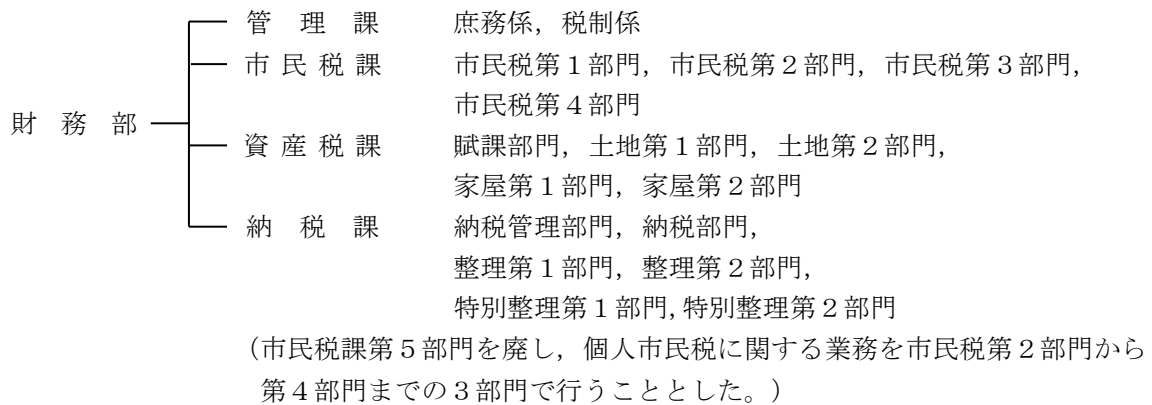 管理課 庶務係，税制係
市民税課 市民税第１部門，市民税第２部門，市民税第３部門，
市民税第４部門
財務部
資産税課 賦課部門，土地第１部門，土地第２部門，
家屋第１部門，家屋第２部門
納税課 納税管理部門，納税部門，
整理第１部門，整理第２部門，
特別整理第１部門,特別整理第２部門
（市民税課第５部門を廃し，個人市民税に関する業務を市民税第２部門から
第４部門までの３部門で行うこととした。）